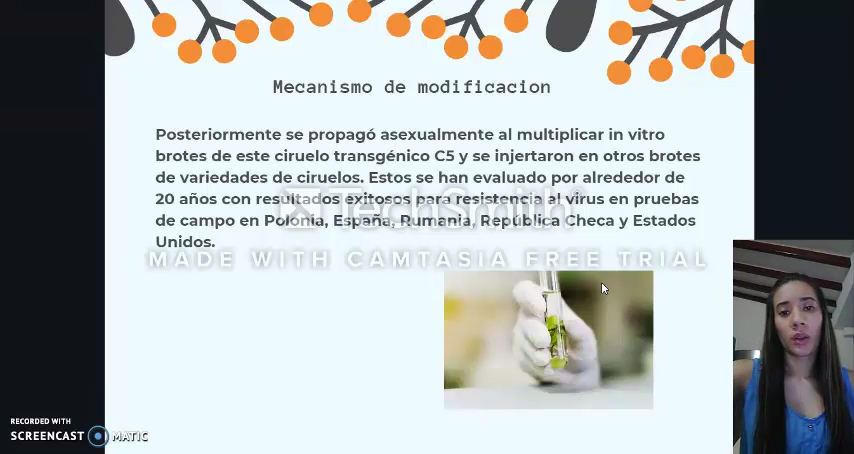 Mecanismo de modificacion
Posteriormente se propagó asexualmente al multiplicar in vitro
brotes de este ciruelo transgénico C5 y se injertaron en otros brotes
de variedades de ciruelos. Estos se han evaluado por alrededor de
20 años con resultados exitosos para resistencia al virus en pruebas
de campo en Polonia, España, Rumania, República Checa y Estados
Unidos.
TechSmith
MADE WITH CAMTASIA FREE TRIAL
RECORDED WITH
SCREENCAST MATIC